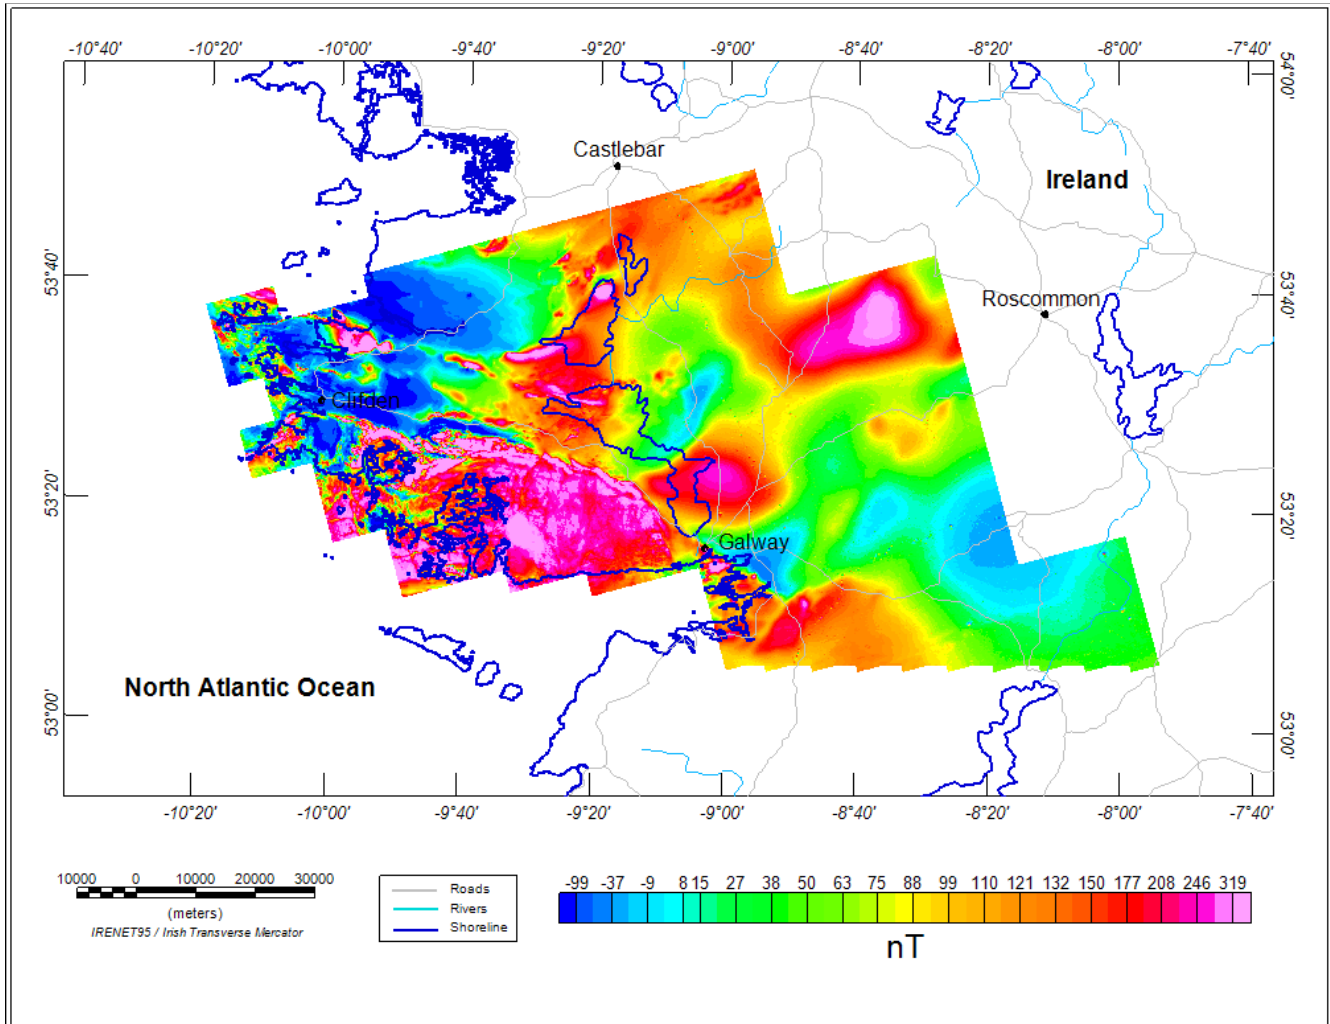 -10°40' -10°20' -10°00' -9°40' -9°20' -9°00' -8°40' -8°20' -8°00' -7°40'
54°00'
Castlebar
Ireland
53°40'
53°40'
Roscommon
Clifden
53°20'
53°20'
Galway
North Atlantic Ocean
53°00'
53°00'
-10°20' -10°00' -9°40' -9°20' -9°00' -8°40' -8°20' -8°00' -7°40'
10000 0 10000 20000 30000
(meters)
IRENET95 / Irish Transverse Mercator
Roads
Rivers
Shoreline
-99 -37 -9 8 15 27 38 50 63 75 88 99 110 121 132 150 177 208 246 319
nT